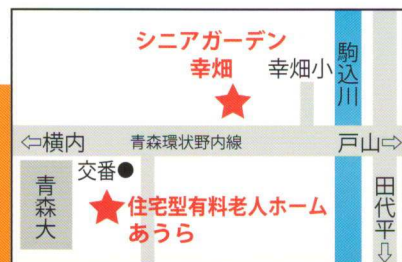 シニアガーデン
幸畑
幸畑小
駒込川
⇦横内
青森環状野内線
戸山⇨
交番●
青森大
住宅型有料老人ホーム
あうら
田代平⇩